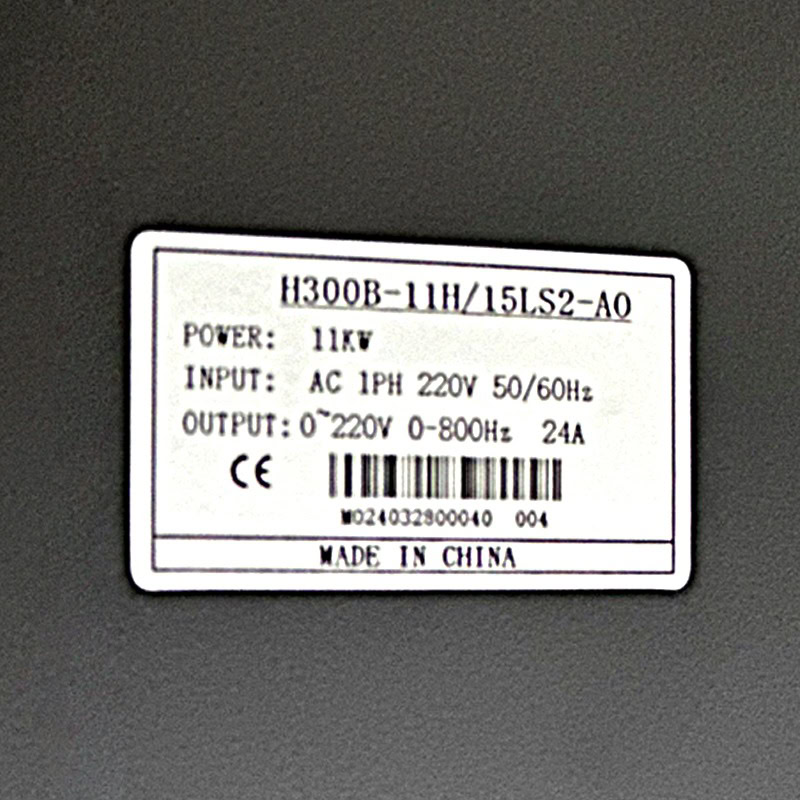 H300B-11H/15LS2-A0
POWER: 11KW
INPUT: AC 1PH 220V 50/60Hz
OUTPUT: 0~220V 0-800Hz 24A
CE
M024032800040 004
MADE IN CHINA